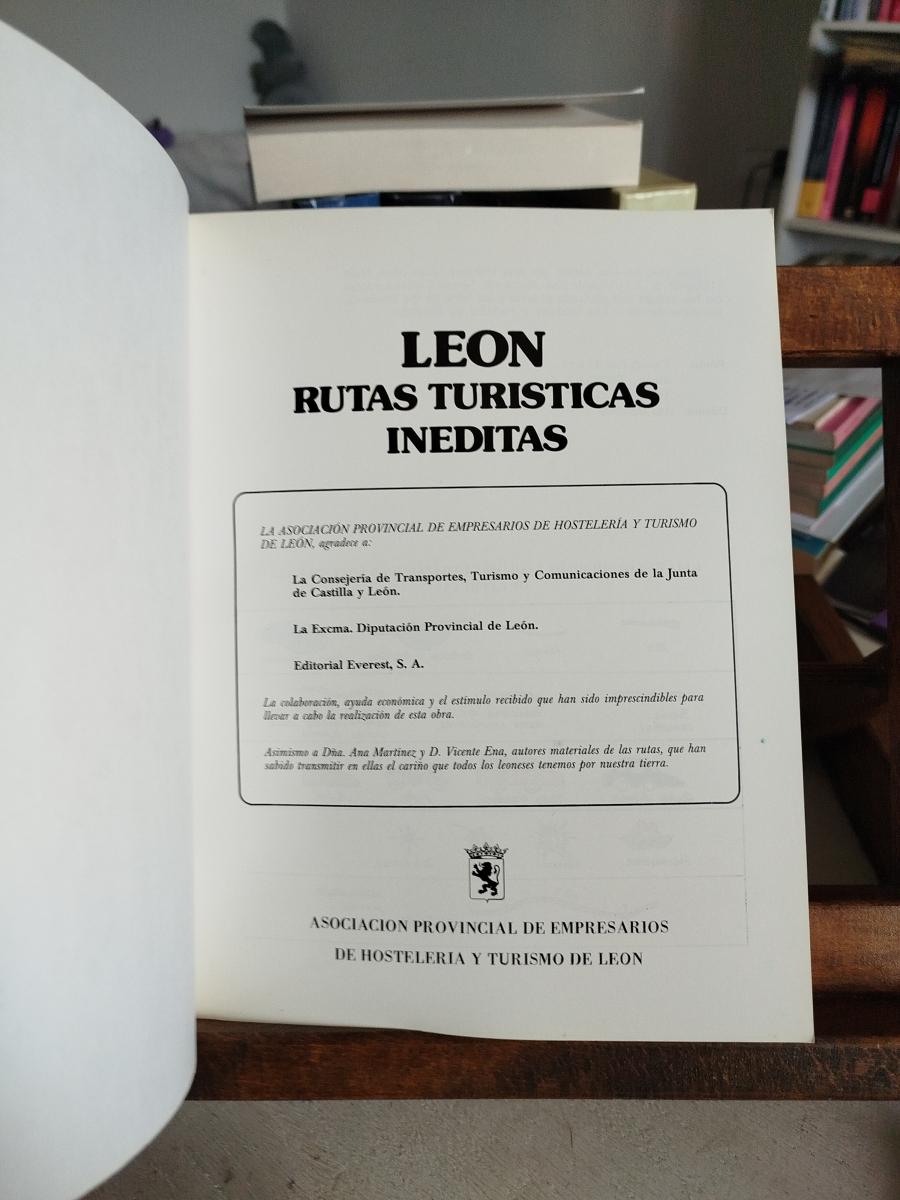 LEON
RUTAS TURISTICAS
INEDITAS
LA ASOCIACIÓN PROVINCIAL DE EMPRESARIOS DE HOSTELERÍA Y TURISMO
DE LEÓN, agradece a:
La Consejería de Transportes, Turismo y Comunicaciones de la Junta
de Castilla y León.
La Excma. Diputación Provincial de León.
Editorial Everest, S. A.
La colaboración, ayuda económica y el estímulo recibido que han sido imprescindibles para
llevar a cabo la realización de esta obra.
Asimismo a Dña. Ana Martínez y D. Vicente Ena, autores materiales de las rutas, que han
sabido transmitir en ellas el cariño que todos los leoneses tenemos por nuestra tierra.
ASOCIACION PROVINCIAL DE EMPRESARIOS
DE HOSTELERIA Y TURISMO DE LEON